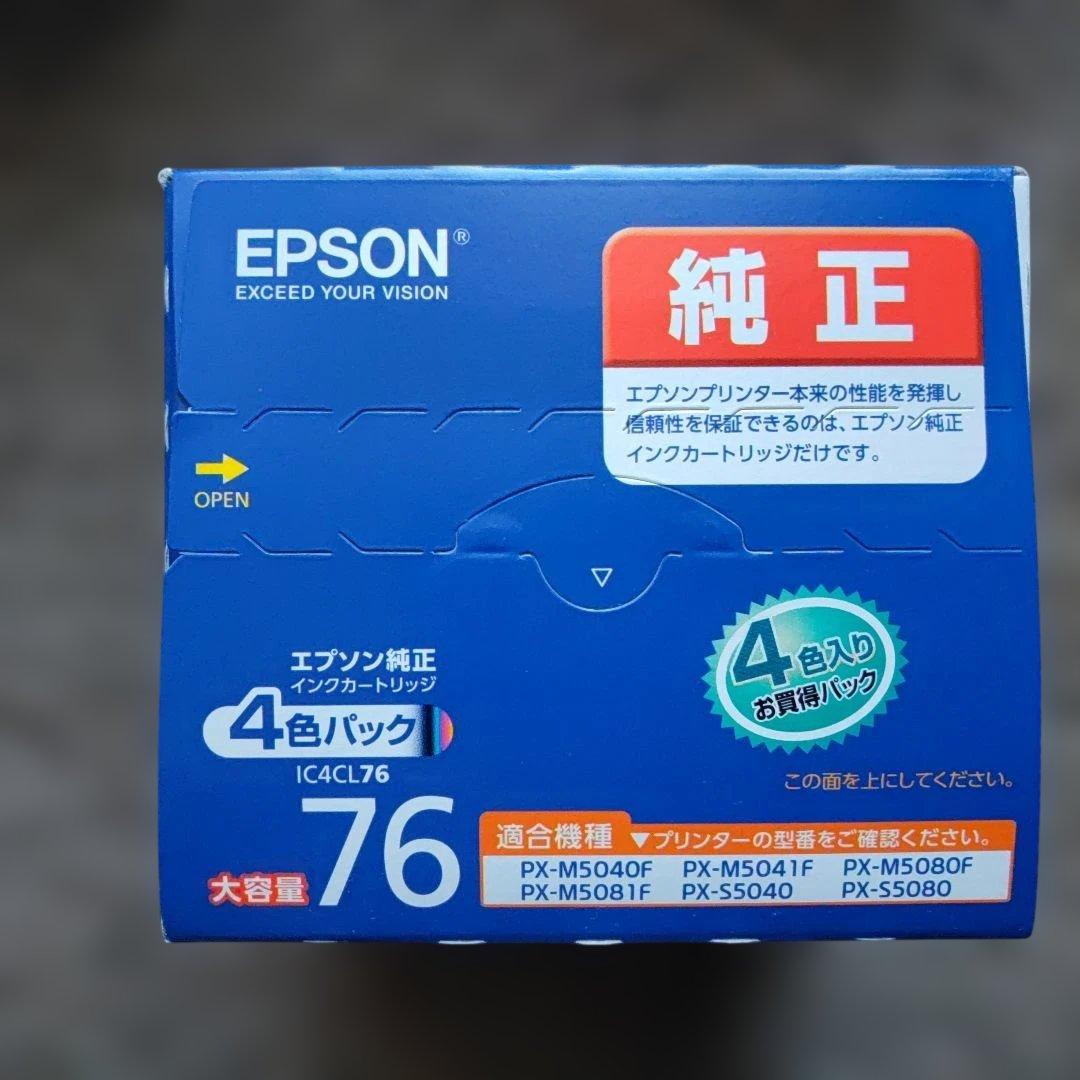 EPSON®
EXCEED YOUR VISION
純正
エプソンプリンター本来の性能を発揮し
信頼性を保証できるのは、エプソン純正
インクカートリッジだけです。
OPEN
エプソン純正
インクカートリッジ
4色パック
IC4CL76
大容量
76
4色入り
お買得パック
この面を上にしてください。
適合機種 ▼プリンターの型番をご確認ください。
PX-M5040F PX-M5041F PX-M5080F
PX-M5081F PX-S5040 PX-S5080